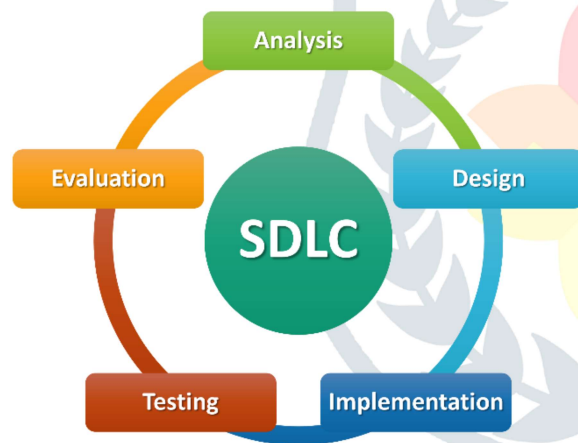 Analysis
Evaluation
Design
SDLC
Testing
Implementation